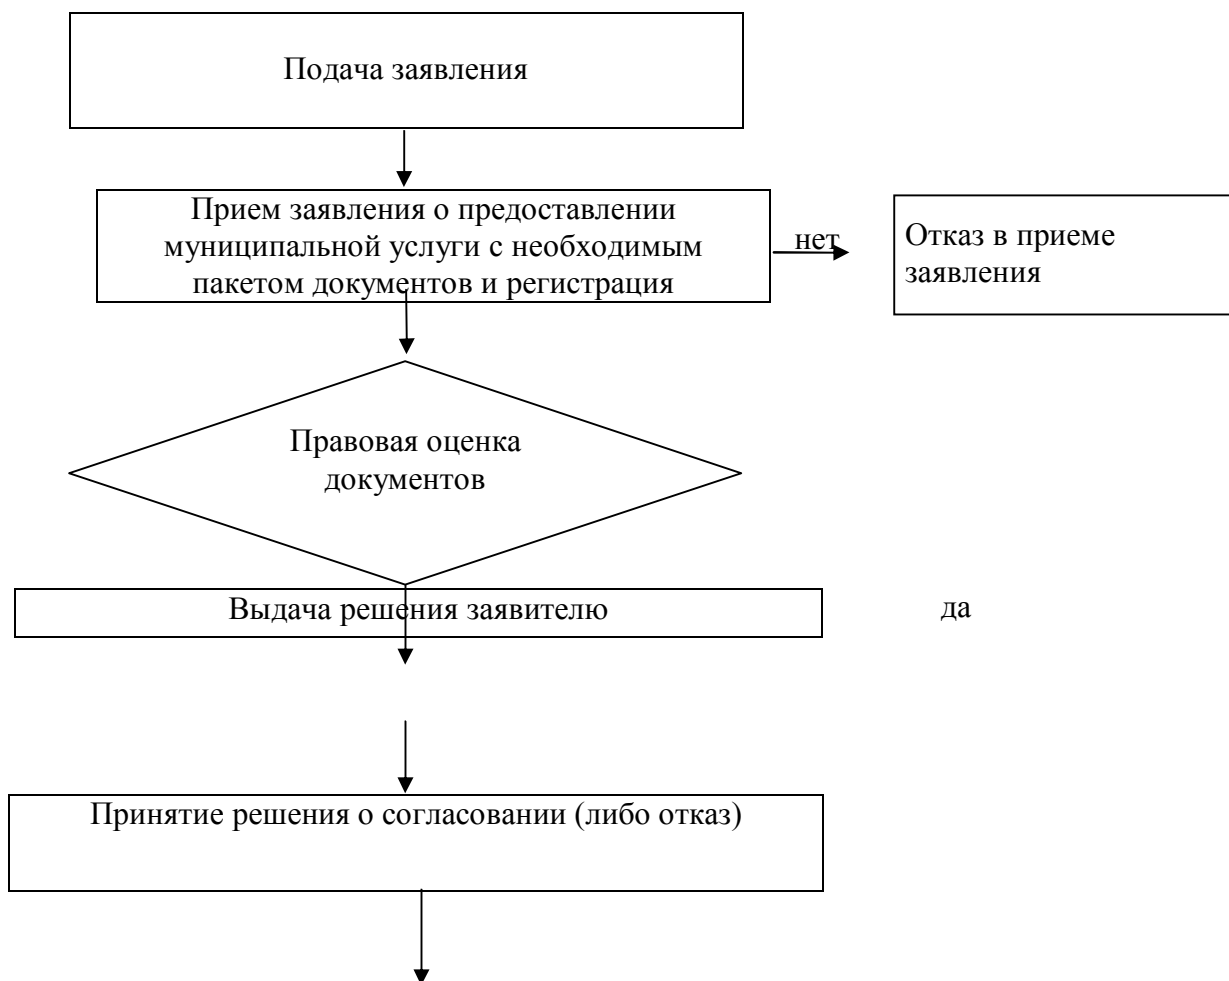 Подача заявления
Прием заявления о предоставлении
муниципальной услуги с необходимым
пакетом документов и регистрация
нет
Отказ в приеме
заявления
Правовая оценка
документов
Выдача решения заявителю
да
Принятие решения о согласовании (либо отказ)